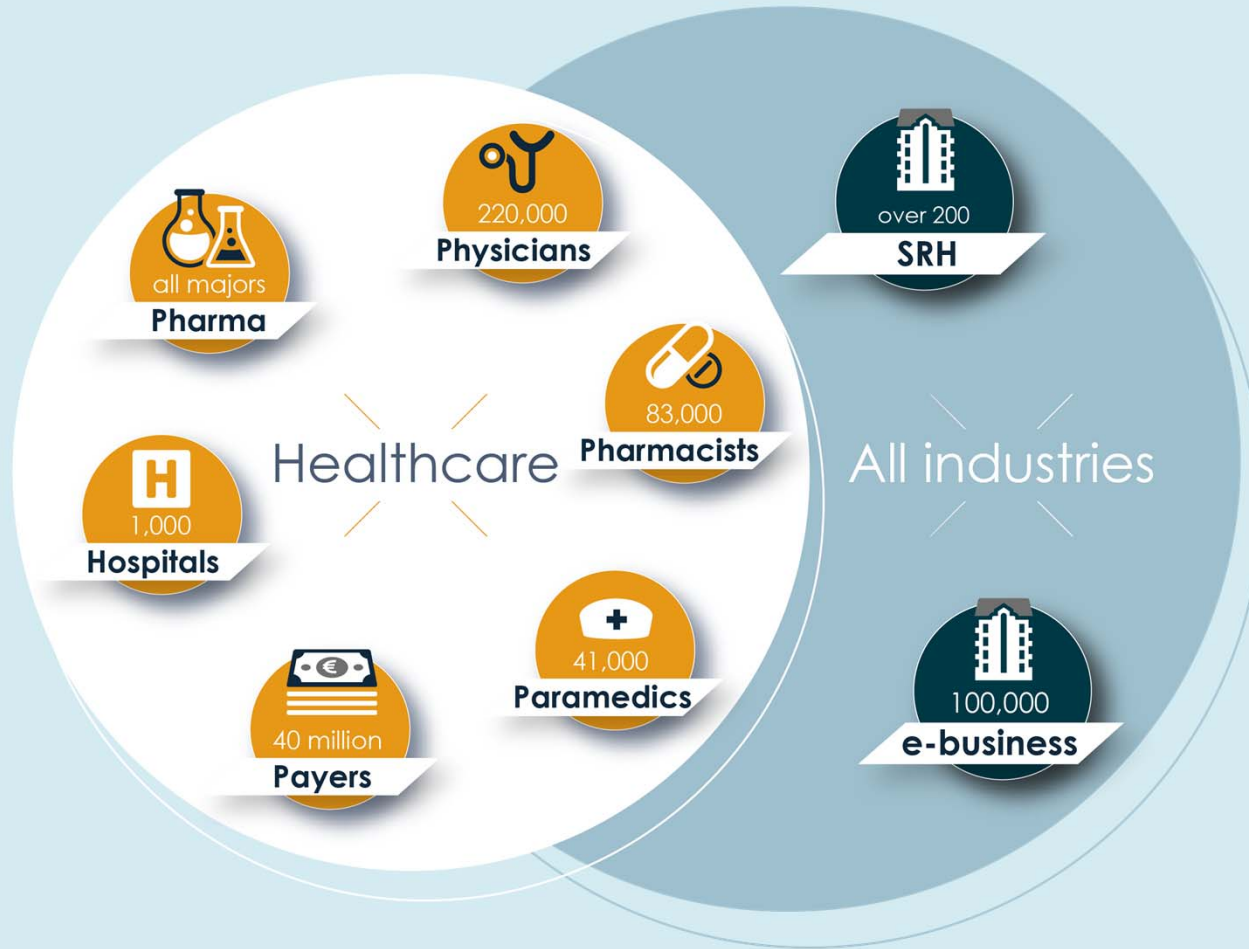 220,000
Physicians
all majors
Pharma
83,000
Pharmacists
Healthcare
H
1,000
Hospitals
41,000
Paramedics
€
40 million
Payers
over 200
SRH
All industries
100,000
e-business